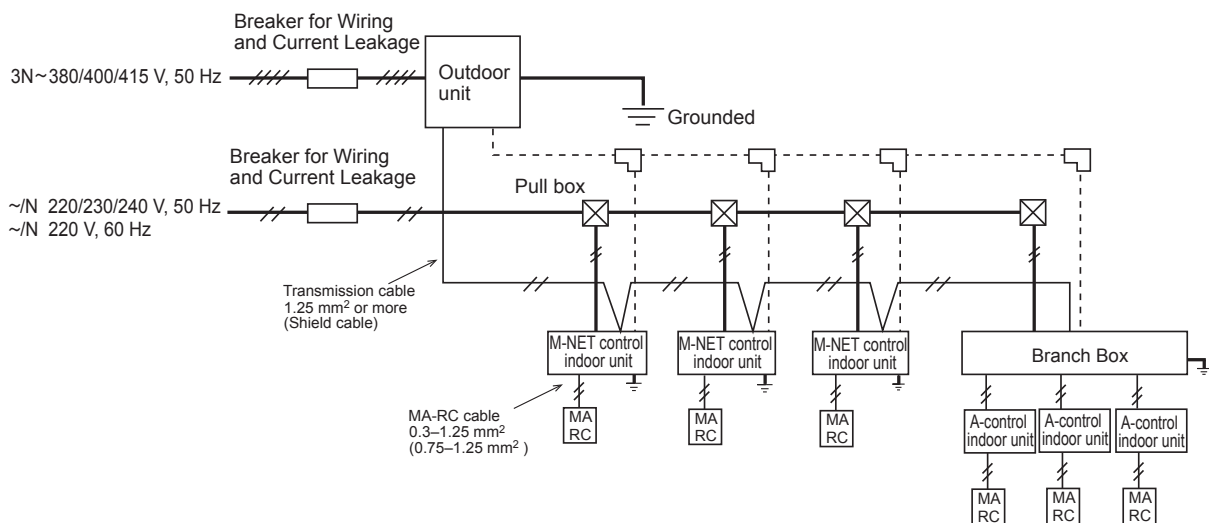 Breaker for Wiring
and Current Leakage
3N~380/400/415 V, 50 Hz
Outdoor
unit
Grounded
Breaker for Wiring
and Current Leakage
Pull box
~/N 220/230/240 V, 50 Hz
~/N 220 V, 60 Hz
Transmission cable
1.25 mm² or more
(Shield cable)
M-NET control
indoor unit
M-NET control
indoor unit
M-NET control
indoor unit
Branch Box
MA-RC cable
0.3–1.25 mm²
(0.75–1.25 mm² )
MA
RC
MA
RC
MA
RC
A-control
indoor unit
A-control
indoor unit
A-control
indoor unit
MA
RC
MA
RC
MA
RC